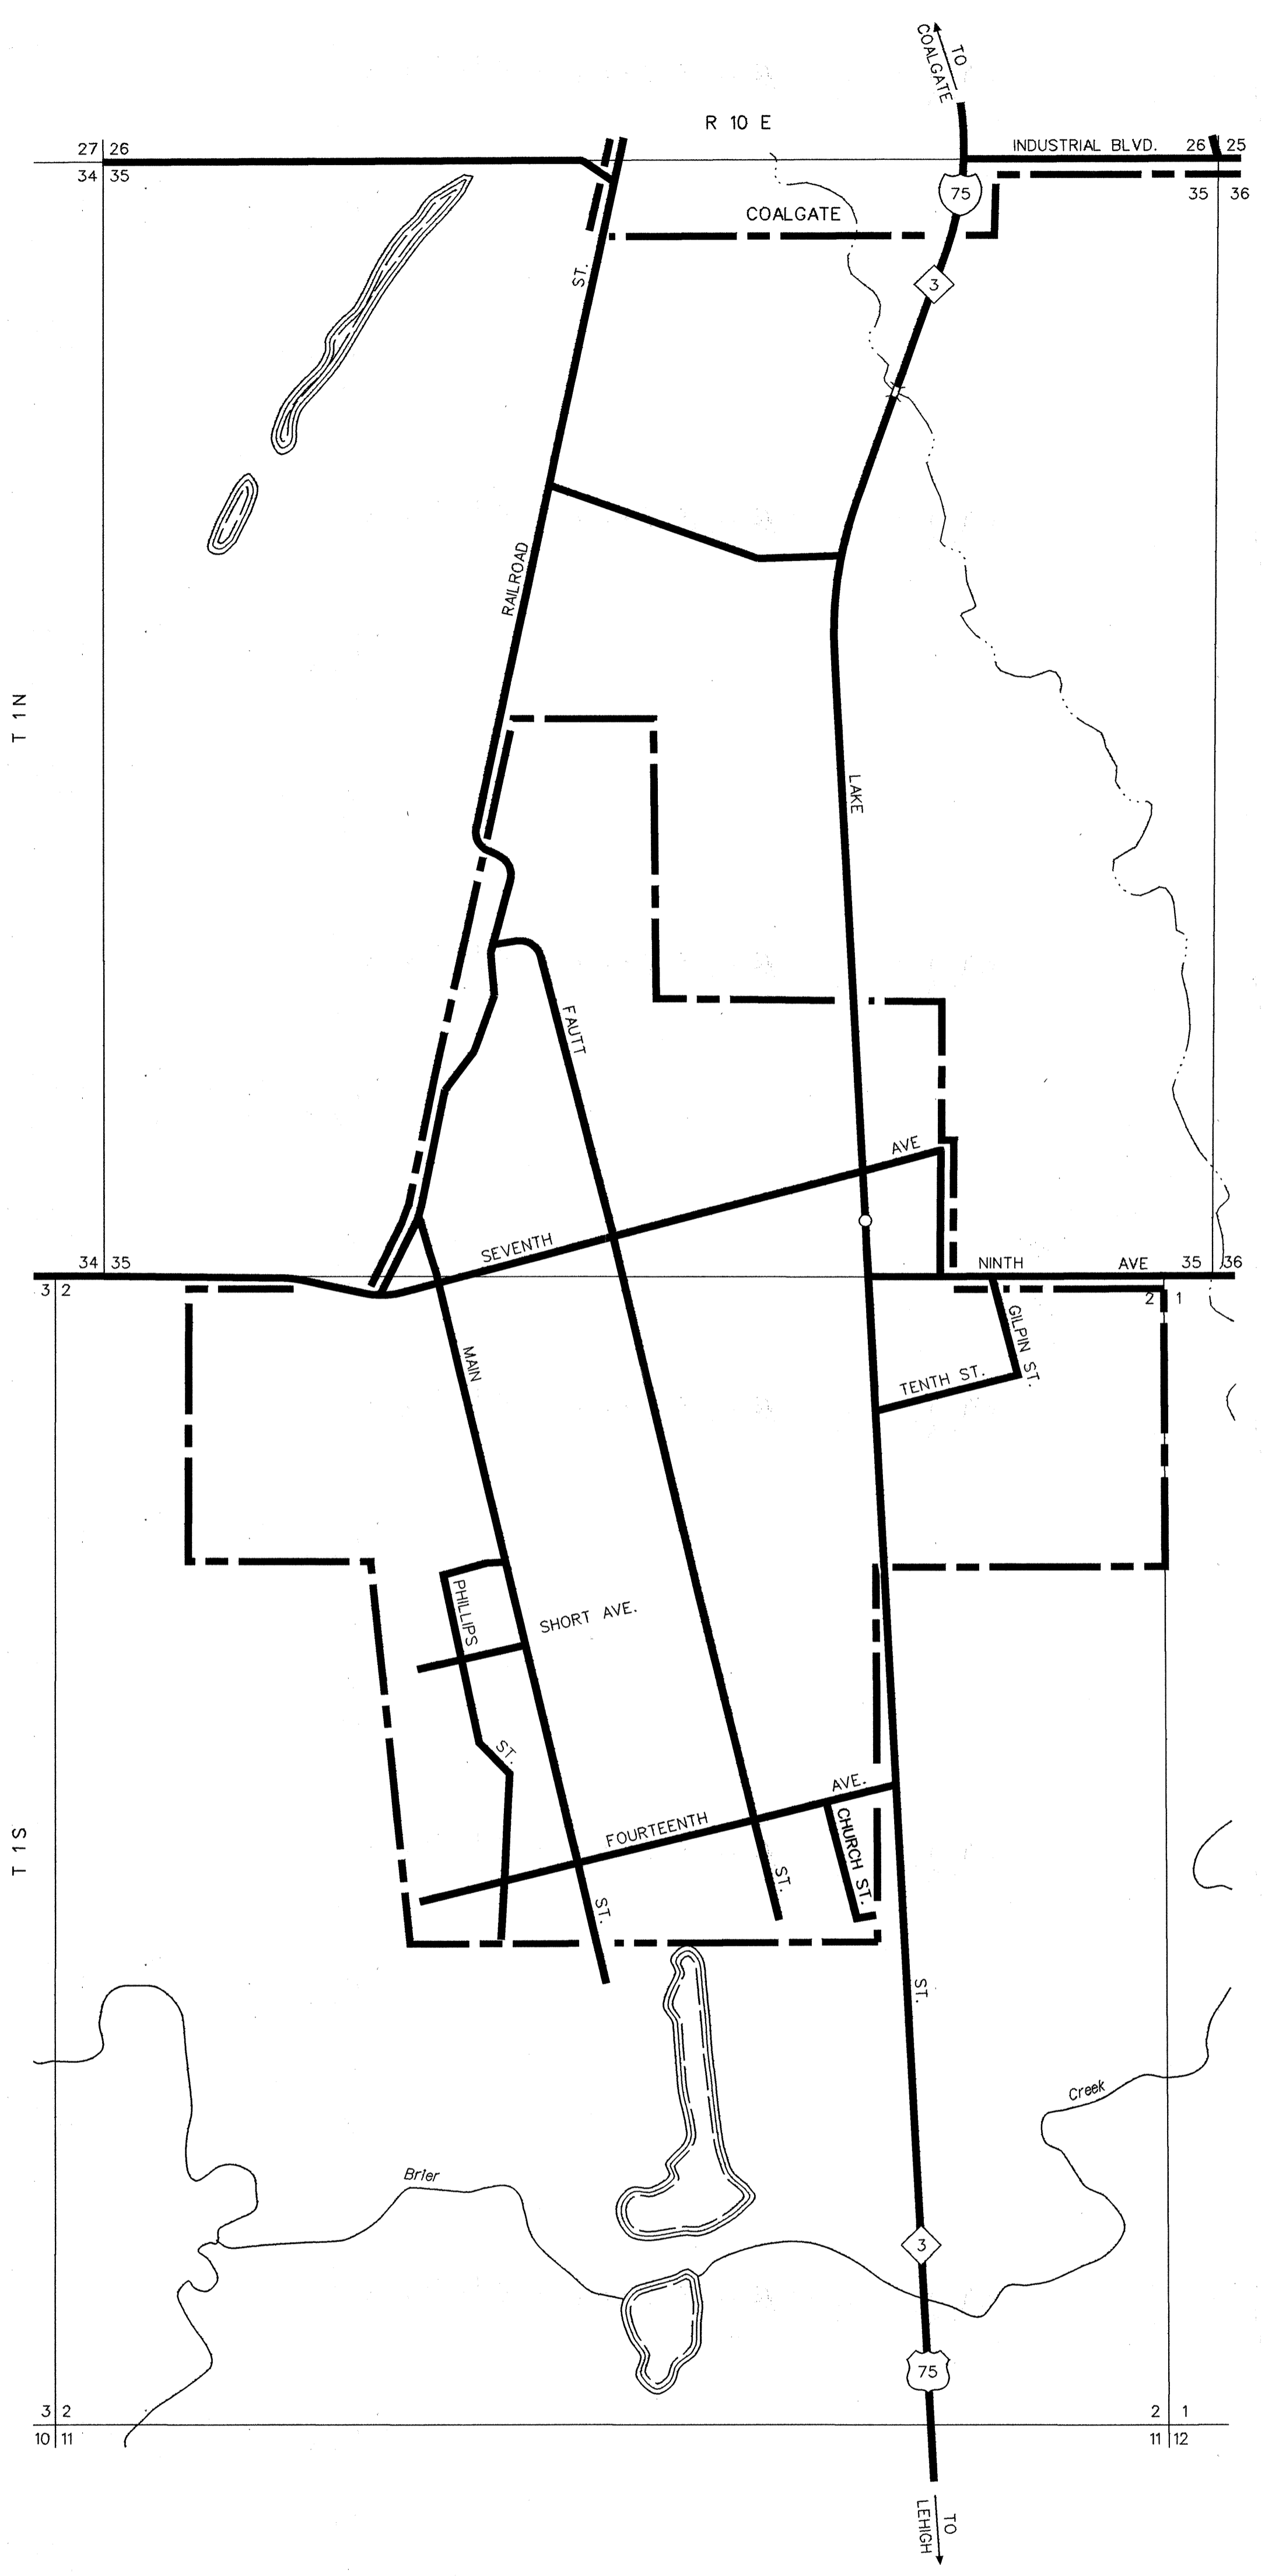 TO
COALGATE
R 10 E
27 26
INDUSTRIAL BLVD.
26 25
34 35
75
35 36
COALGATE
ST.
3
RAILROAD
T 1 N
LAKE
FAUTT
AVE
SEVENTH
34 35
NINTH AVE
35 36
3 2
2 1
GILPIN ST.
MAIN
TENTH ST.
PHILLIPS
SHORT AVE.
ST.
AVE.
FOURTEENTH
CHURCH ST.
T 1 S
ST.
ST.
ST.
Creek
Brier
3
75
3 2
2 1
10 11
11 12
TO
LEHIGH